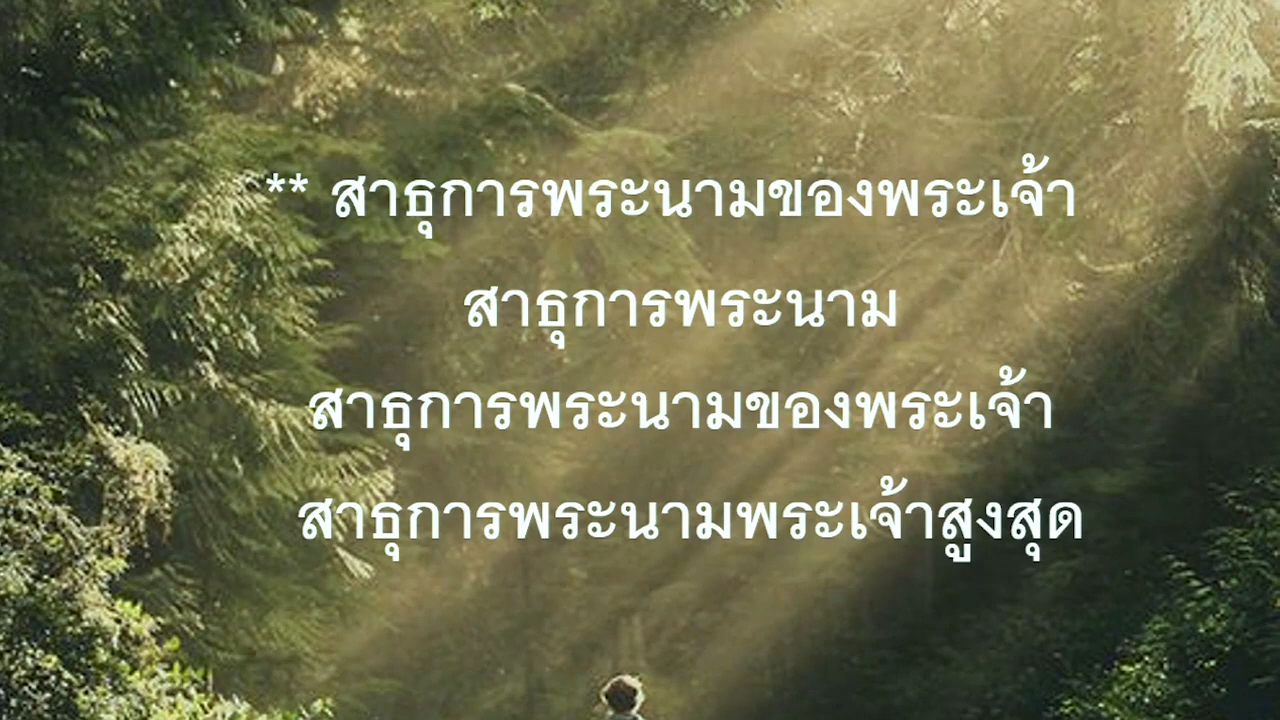 ** สาธุการพระนามของพระเจ้า
สาธุการพระนาม
สาธุการพระนามของพระเจ้า
สาธุการพระนามพระเจ้าสูงสุด